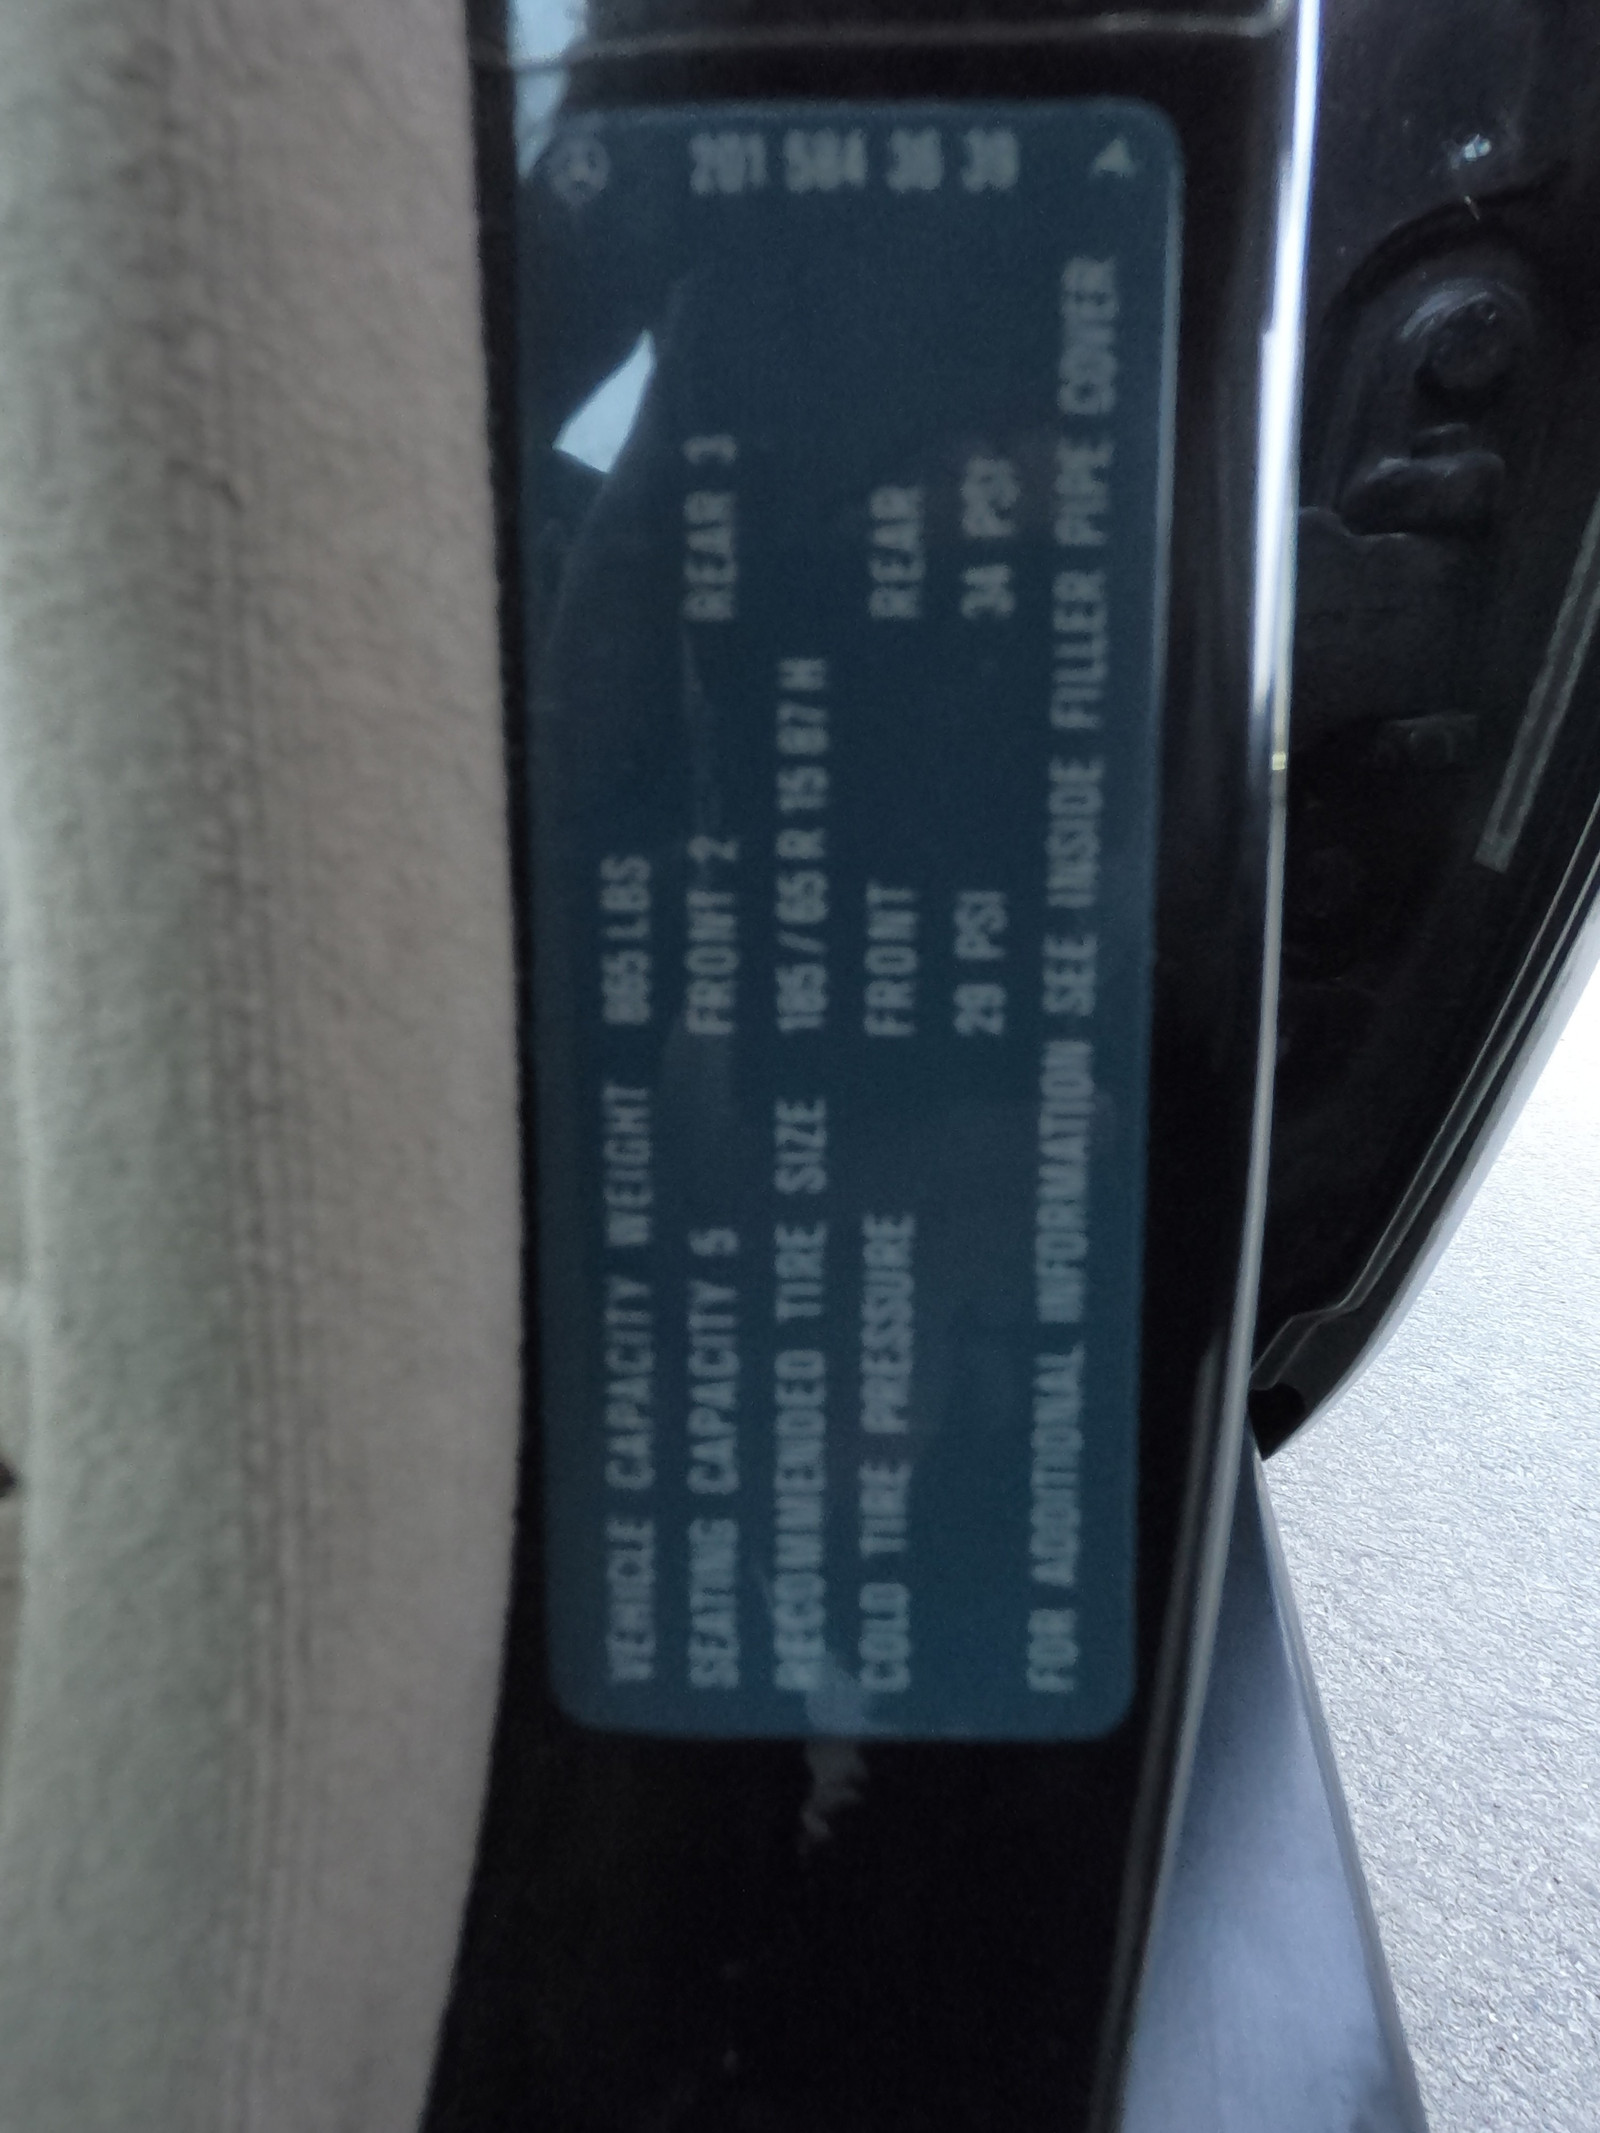 VEHICLE CAPACITY WEIGHT 865 LBS
SEATING CAPACITY 5 FRONT 2 REAR 3
RECOMMENDED TIRE SIZE 185/65 R 15 87 H
COLD TIRE PRESSURE FRONT REAR
29 PSI 34 PSI
FOR ADDITIONAL INFORMATION SEE INSIDE FILLER PIPE COVER
201 584